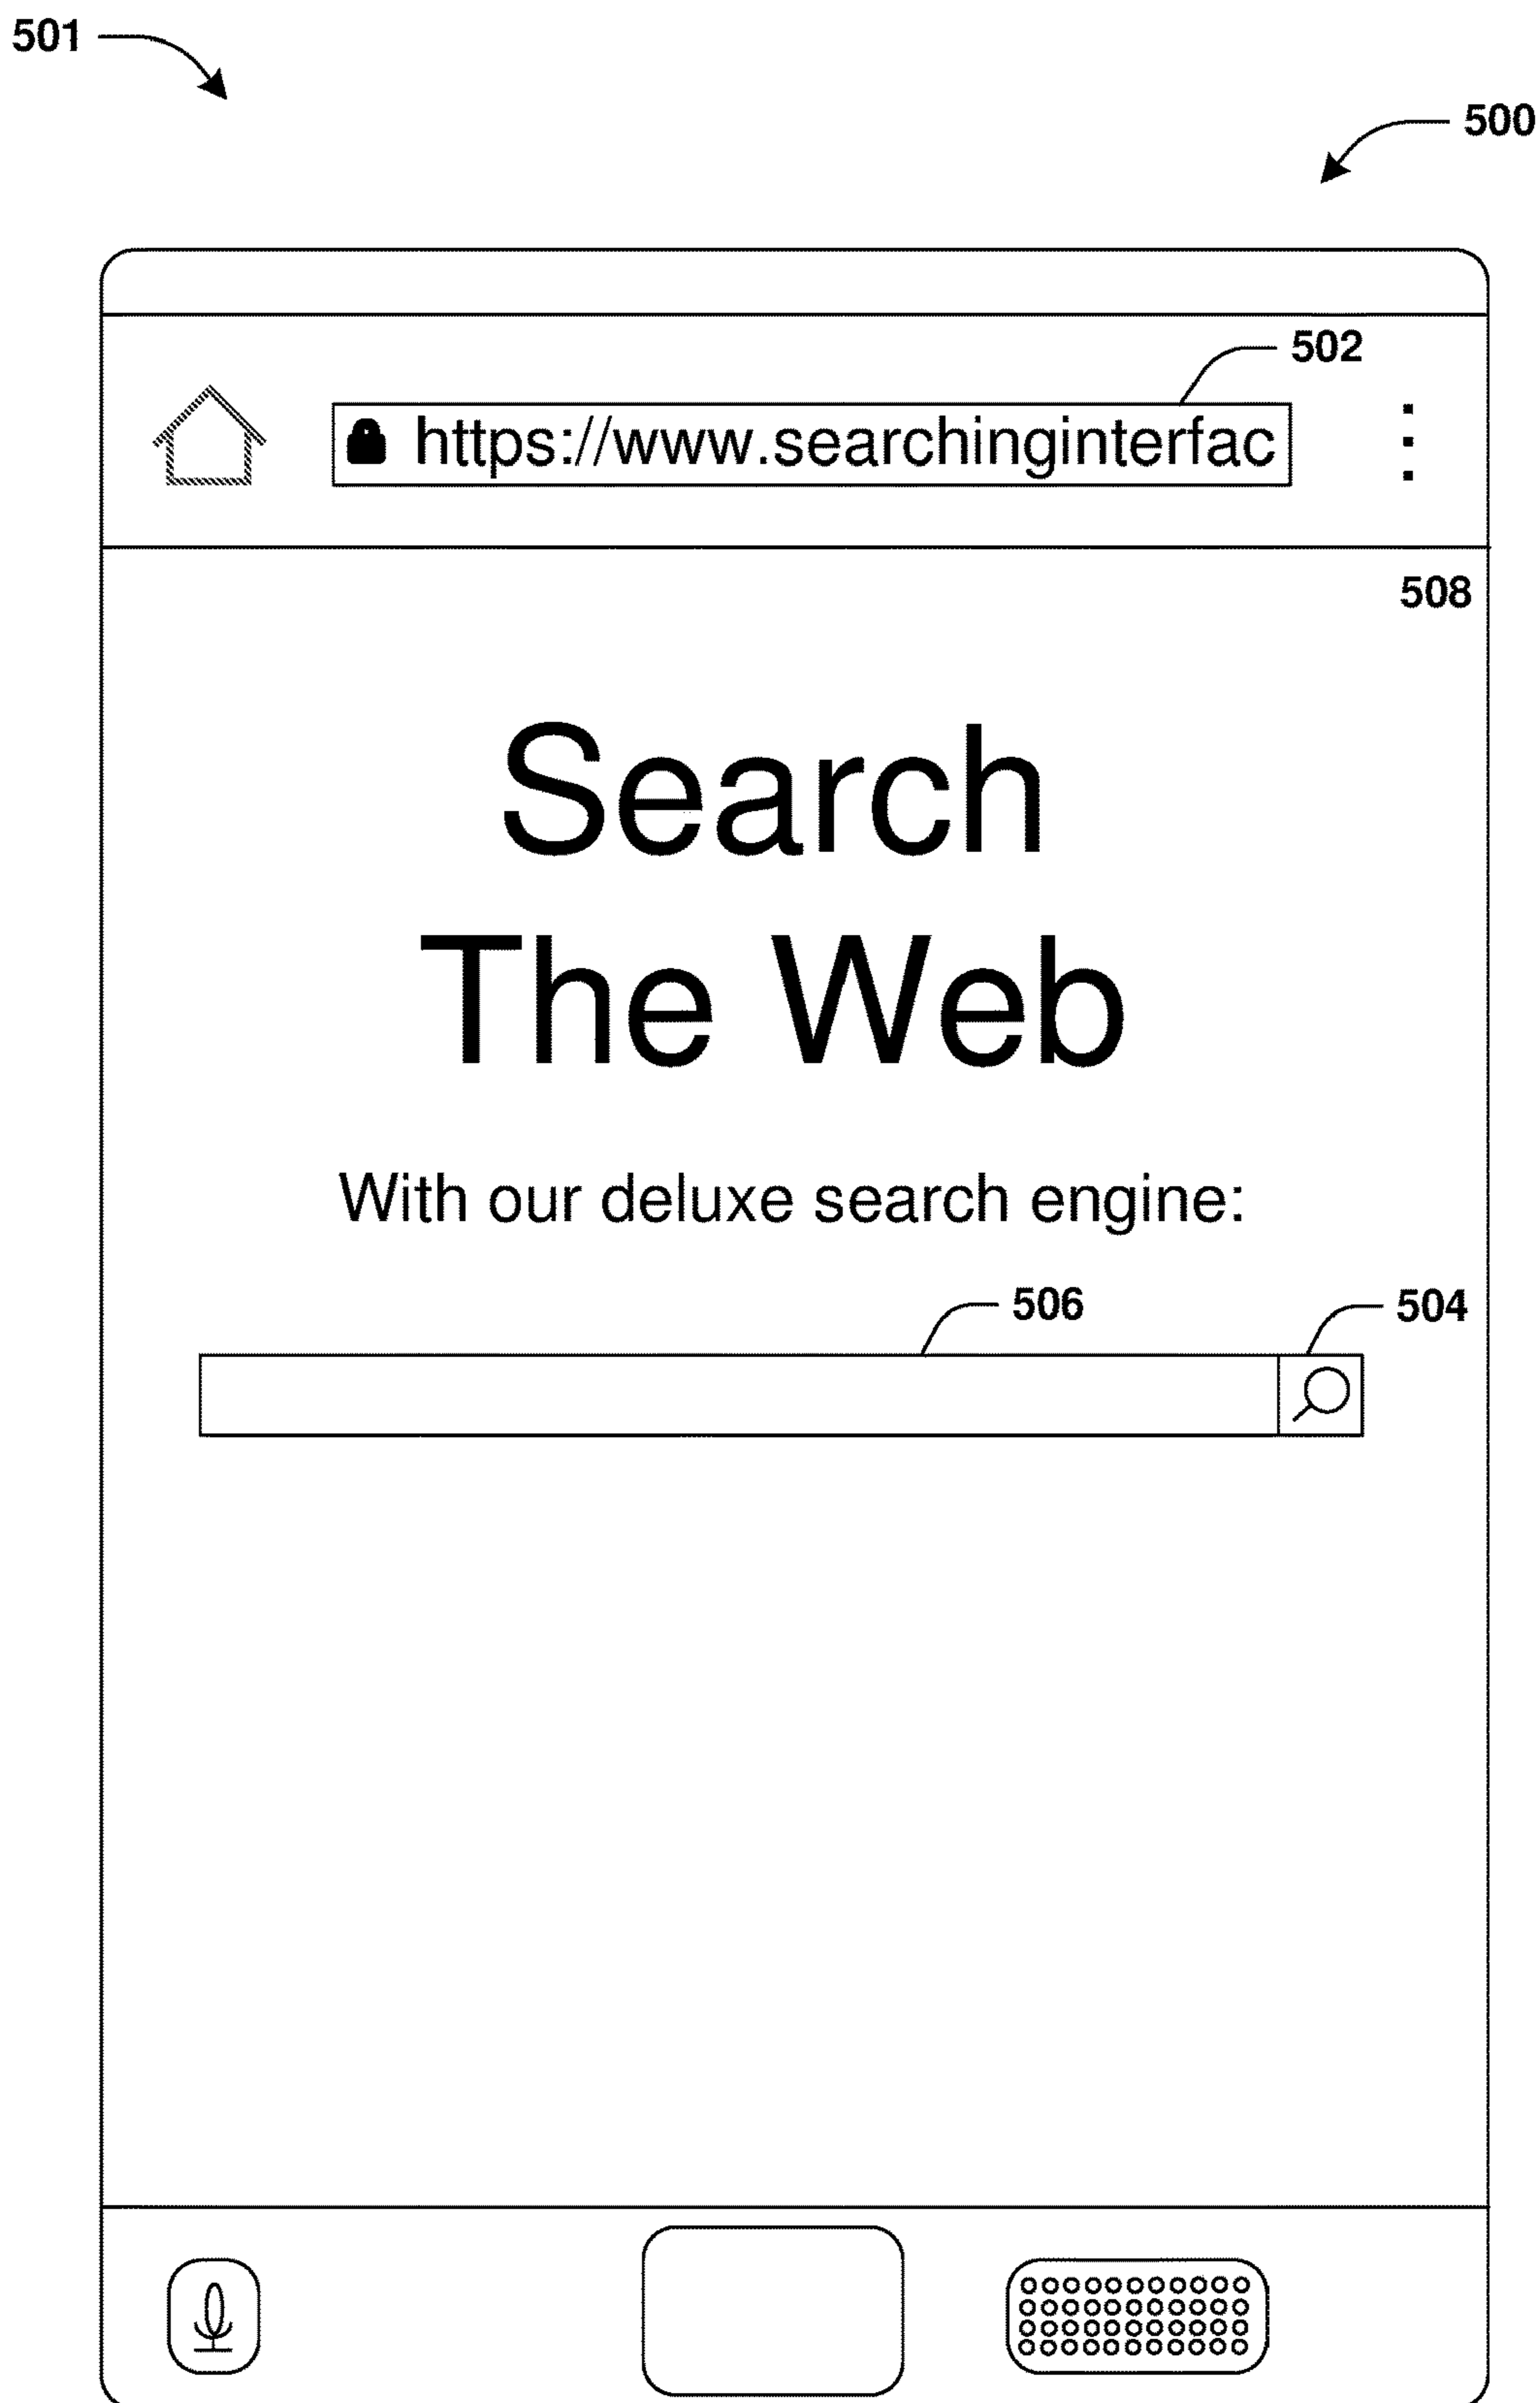 501
500
502
https://www.searchinginterfac
508
Search
The Web
With our deluxe search engine:
506
504